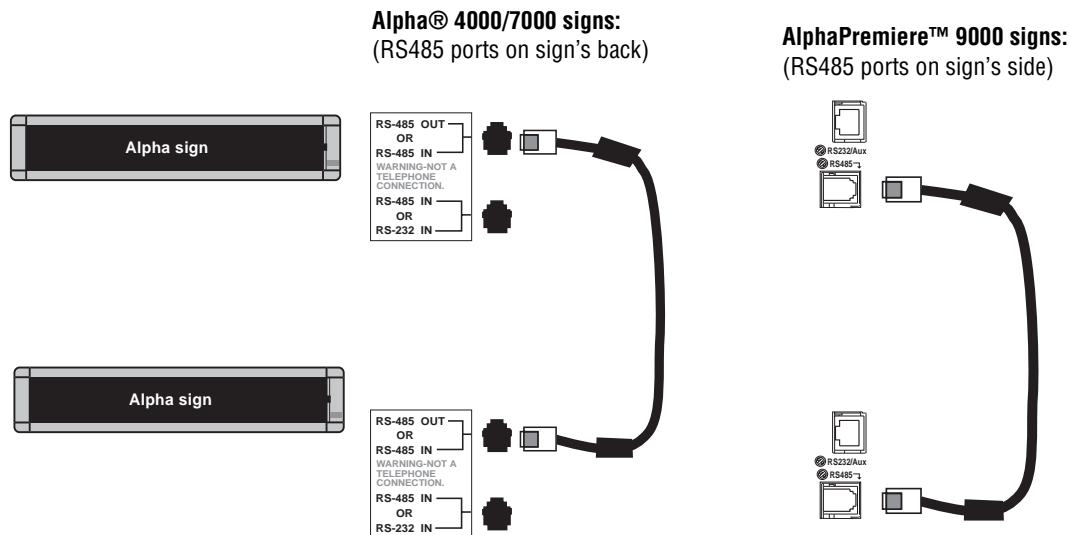 Alpha® 4000/7000 signs:
(RS485 ports on sign's back)
AlphaPremiere™ 9000 signs:
(RS485 ports on sign's side)
Alpha sign
RS-485 OUT
OR
RS-485 IN
WARNING-NOT A
TELEPHONE
CONNECTION.
RS-485 IN
OR
RS-232 IN
RS232/Aux
RS485
Alpha sign
RS-485 OUT
OR
RS-485 IN
WARNING-NOT A
TELEPHONE
CONNECTION.
RS-485 IN
OR
RS-232 IN
RS232/Aux
RS485